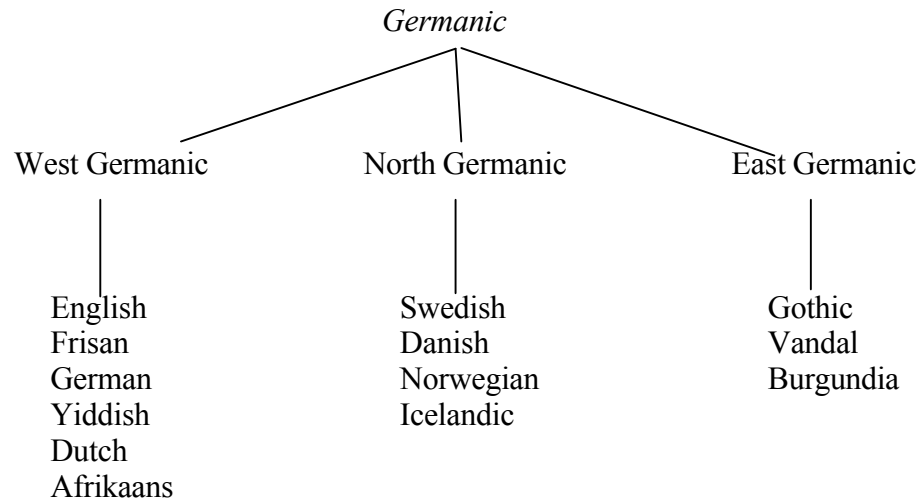 Germanic
West Germanic
North Germanic
East Germanic
English
Frisan
German
Yiddish
Dutch
Afrikaans
Swedish
Danish
Norwegian
Icelandic
Gothic
Vandal
Burgundia